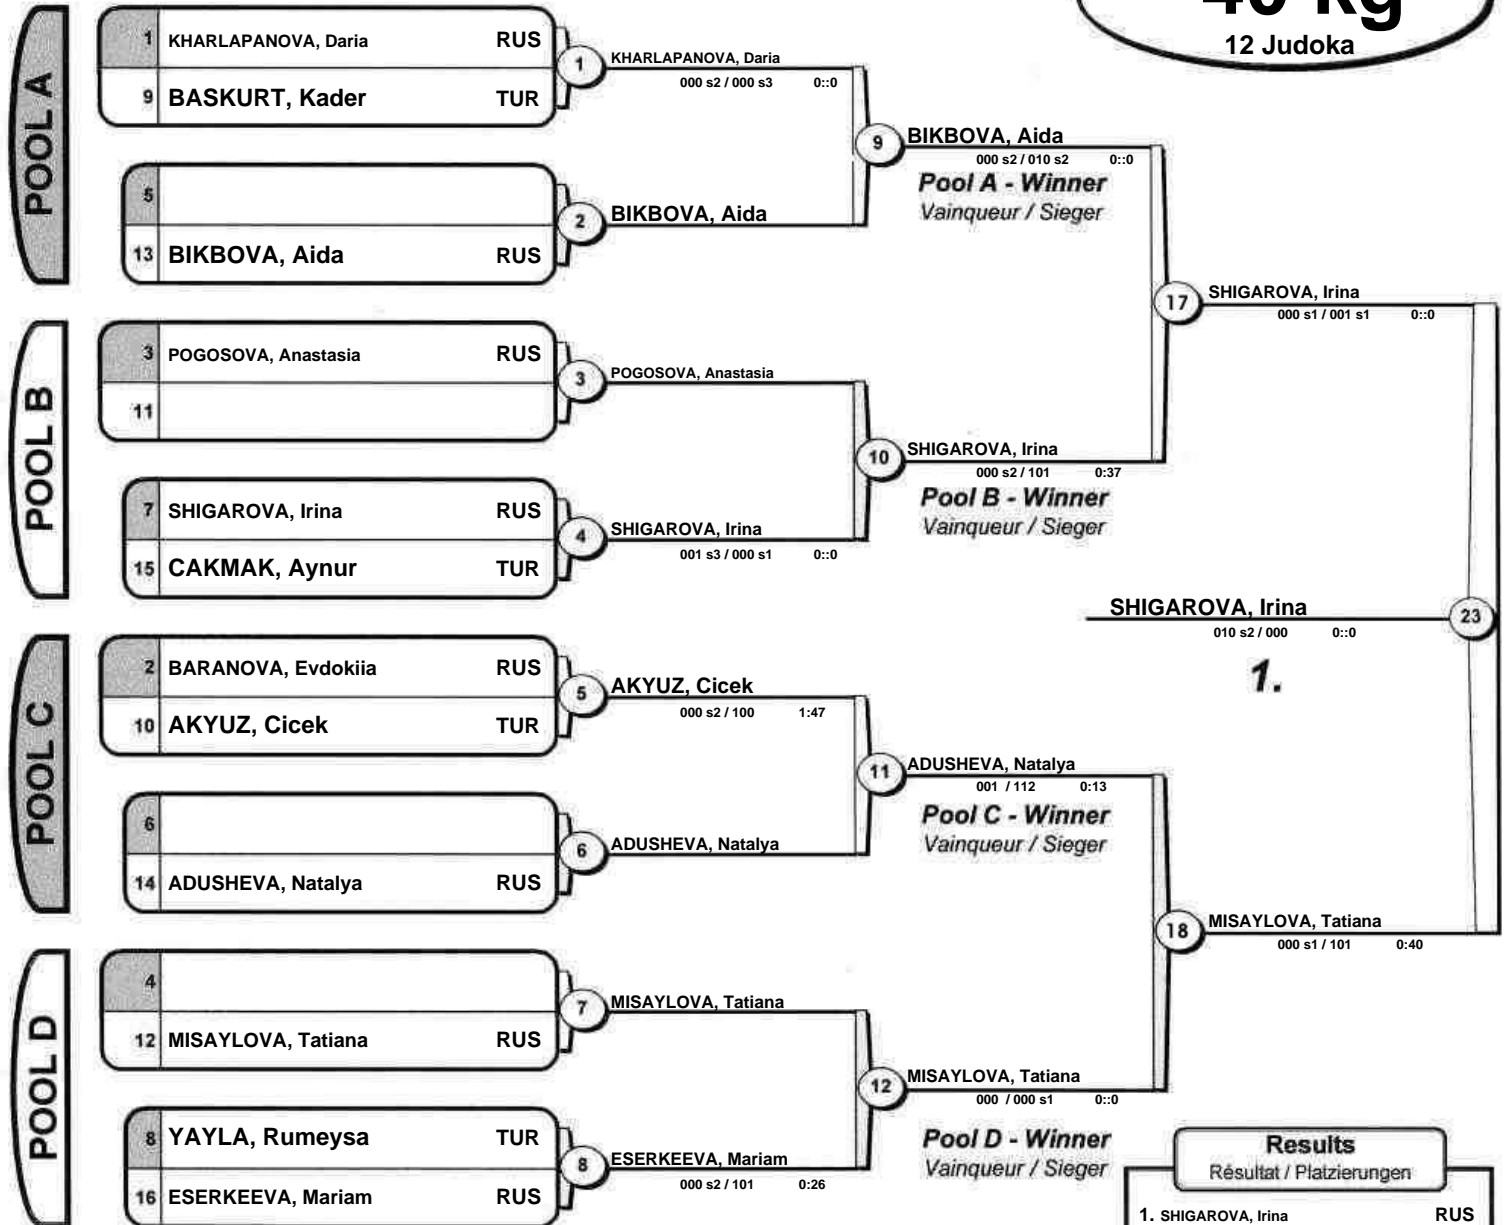 12 Judoka
POOL A
1 KHARLAPANOVA, Daria RUS
9 BASKURT, Kader TUR
1 KHARLAPANOVA, Daria
000 s2 / 000 s3 0::0
5
13 BIKBOVA, Aida RUS
2 BIKBOVA, Aida
9 BIKBOVA, Aida
000 s2 / 010 s2 0::0
Pool A - Winner
Vainqueur / Sieger
POOL B
3 POGOSOVA, Anastasia RUS
11
3 POGOSOVA, Anastasia
7 SHIGAROVA, Irina RUS
15 CAKMAK, Aynur TUR
4 SHIGAROVA, Irina
001 s3 / 000 s1 0::0
10 SHIGAROVA, Irina
000 s2 / 101 0:37
Pool B - Winner
Vainqueur / Sieger
17 SHIGAROVA, Irina
000 s1 / 001 s1 0::0
SHIGAROVA, Irina 23
010 s2 / 000 0::0
1.
POOL C
2 BARANOVA, Evdokiia RUS
10 AKYUZ, Cicek TUR
5 AKYUZ, Cicek
000 s2 / 100 1:47
6
14 ADUSHEVA, Natalya RUS
6 ADUSHEVA, Natalya
11 ADUSHEVA, Natalya
001 / 112 0:13
Pool C - Winner
Vainqueur / Sieger
18 MISAYLOVA, Tatiana
000 s1 / 101 0:40
POOL D
4
12 MISAYLOVA, Tatiana RUS
7 MISAYLOVA, Tatiana
8 YAYLA, Rumeysa TUR
16 ESERKEEVA, Mariam RUS
8 ESERKEEVA, Mariam
000 s2 / 101 0:26
12 MISAYLOVA, Tatiana
000 / 000 s1 0::0
Pool D - Winner
Vainqueur / Sieger
Results
Résultat / Platzierungen
1. SHIGAROVA, Irina RUS